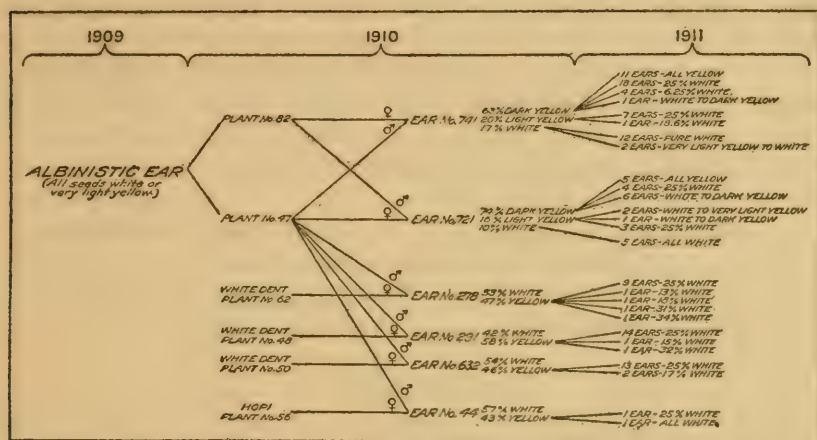 1909
1910
1911
ALBINISTIC EAR
(All seeds white or
very light yellow)
PLANT No. 82
♀
♂
EAR No. 741
63% DARK YELLOW
20% LIGHT YELLOW
17% WHITE
11 EARS-ALL YELLOW
18 EARS-25% WHITE
4 EARS-6.25% WHITE.
1 EAR-WHITE TO DARK YELLOW
7 EARS-25% WHITE
1 EAR-18.6% WHITE
12 EARS-PURE WHITE
2 EARS-VERY LIGHT YELLOW TO WHITE
PLANT No. 47
♂
♀
EAR No. 721
DARK YELLOW
LIGHT YELLOW
10% WHITE
5 EARS-ALL YELLOW
4 EARS-25% WHITE
6 EARS-WHITE TO DARK YELLOW
2 EARS-WHITE TO VERY LIGHT YELLOW
1 EAR-WHITE TO DARK YELLOW
3 EARS-25% WHITE
5 EARS-ALL WHITE
WHITE DENT
PLANT No 62
♂
♀
EAR No. 278
53% WHITE
47% YELLOW
9 EARS-25% WHITE
1 EAR-13% WHITE
1 EAR- WHITE
1 EAR-31% WHITE
1 EAR-34% WHITE
WHITE DENT
PLANT No. 48
♂
♀
EAR No.
42% WHITE
58% YELLOW
14 EARS-25% WHITE
1 EAR-15% WHITE
1 EAR-32% WHITE
WHITE DENT
PLANT No. 50
♂
♀
EAR No. 632
54% WHITE
46% YELLOW
13 EARS-25% WHITE
2 EARS-17% WHITE
HOPI
PLANT No. 56
♂
♀
EAR No. 44
57% WHITE
43% YELLOW
1 EAR-25% WHITE
1 EAR-ALL WHITE